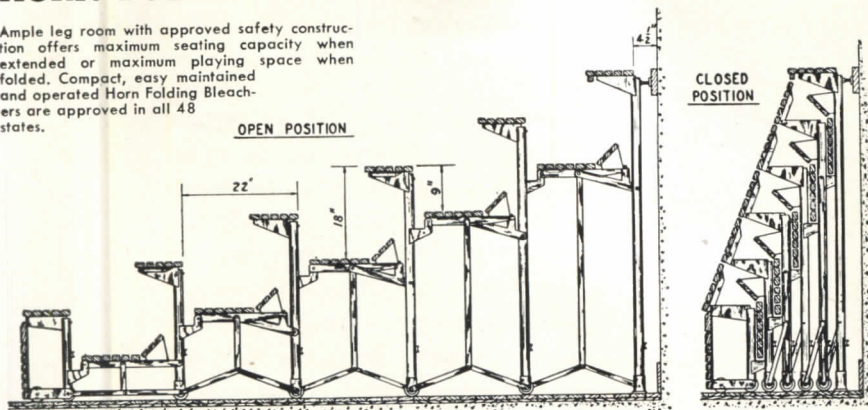 Ample leg room with approved safety construc-
tion offers maximum seating capacity when
extended or maximum playing space when
folded. Compact, easy maintained
and operated Horn Folding Bleach-
ers are approved in all 48
states.
OPEN POSITION
CLOSED
POSITION
4½"
22"
18"
9"